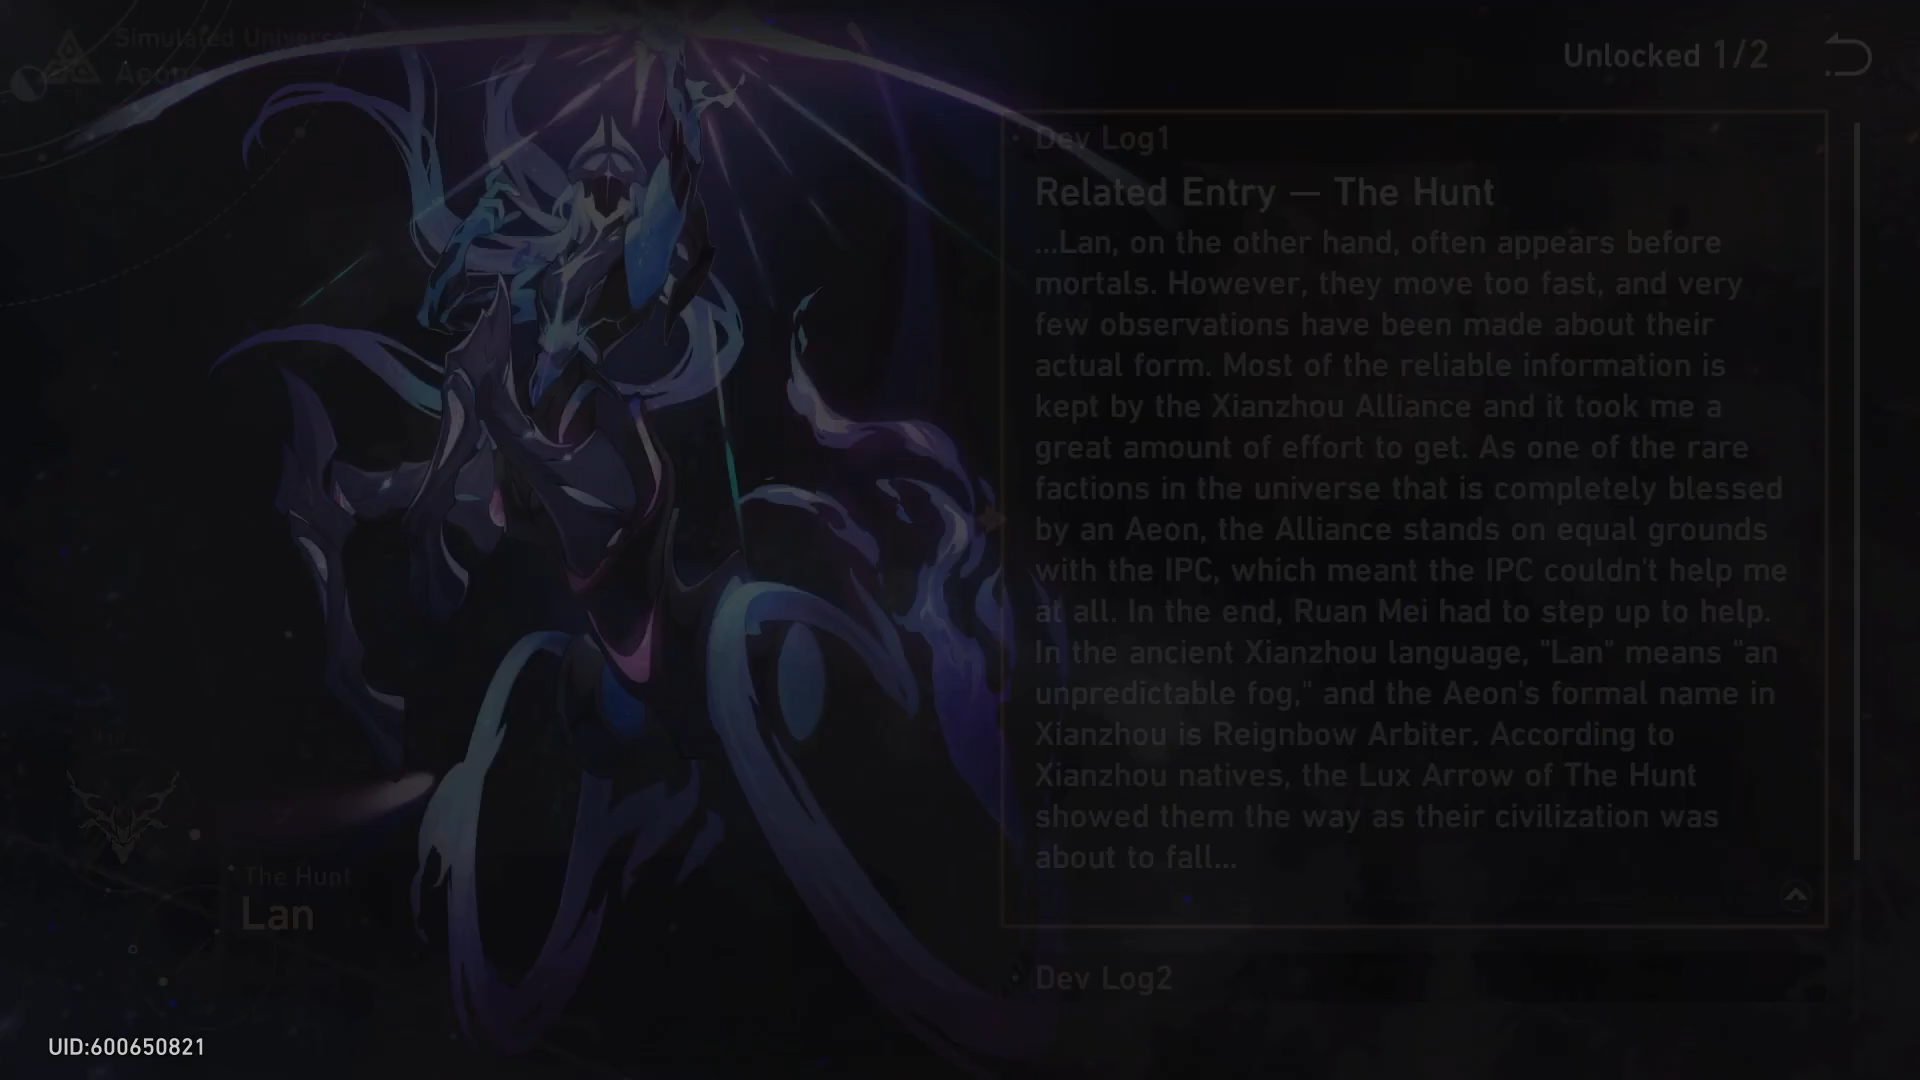 Simulated Universe
Aeons
Unlocked 1/2
Dev Log1
Related Entry — The Hunt
...Lan, on the other hand, often appears before
mortals. However, they move too fast, and very
few observations have been made about their
actual form. Most of the reliable information is
kept by the Xianzhou Alliance and it took me a
great amount of effort to get. As one of the rare
factions in the universe that is completely blessed
by an Aeon, the Alliance stands on equal grounds
with the IPC, which meant the IPC couldn't help me
at all. In the end, Ruan Mei had to step up to help.
In the ancient Xianzhou language, "Lan" means "an
unpredictable fog," and the Aeon's formal name in
Xianzhou is Reignbow Arbiter. According to
Xianzhou natives, the Lux Arrow of The Hunt
showed them the way as their civilization was
about to fall...
The Hunt
Lan
Dev Log2
UID:600650821